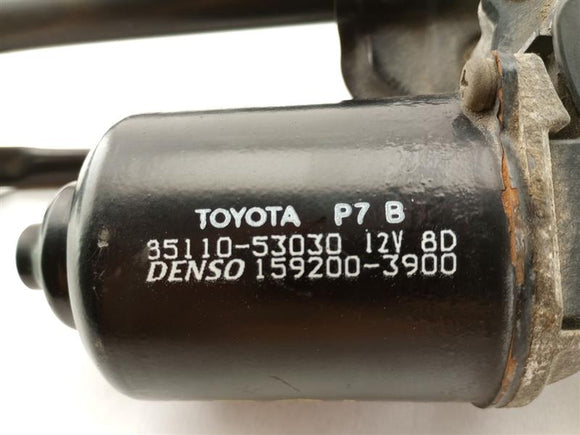 TOYOTA P7 B
85110-53030 12V 8D
DENSO 159200-3900